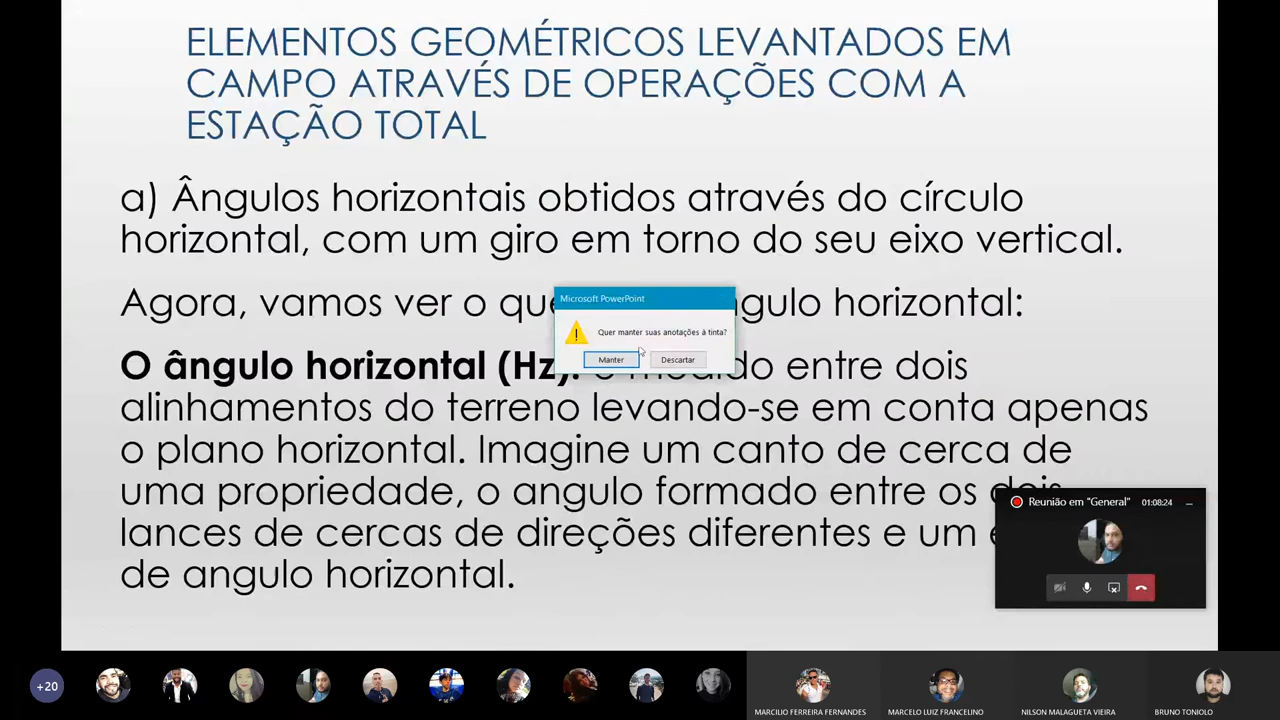 ELEMENTOS GEOMÉTRICOS LEVANTADOS EM
CAMPO ATRAVÉS DE OPERAÇÕES COM A
ESTAÇÃO TOTAL
a) Ângulos horizontais obtidos através do círculo
horizontal, com um giro em torno do seu eixo vertical.
Agora, vamos ver o que ngulo horizontal:
Microsoft PowerPoint
Quer manter suas anotações à tinta?
Manter
Descartar
O ângulo horizontal (Hz): é medido entre dois
alinhamentos do terreno levando-se em conta apenas
o plano horizontal. Imagine um canto de cerca de
uma propriedade, o angulo formado entre os dois
lances de cercas de direções diferentes e um
de angulo horizontal.
Reunião em "General" 01:08:24
+20
MARCILIO FERREIRA FERNANDES
MARCELO LUIZ FRANCELINO
NILSON MALAGUETA VIEIRA
BRUNO TONIOLO